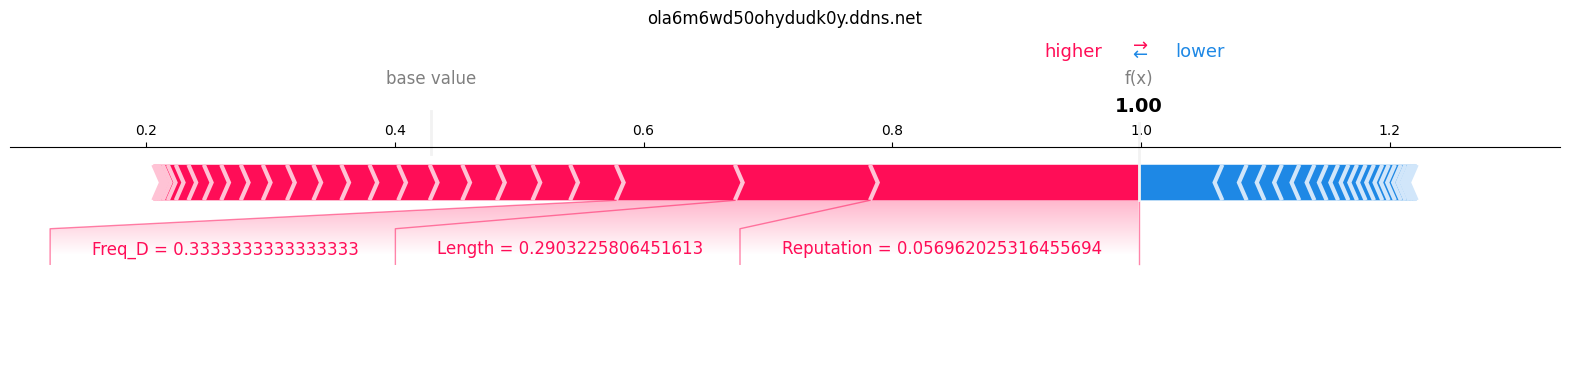 ola6m6wd50ohydudk0y.ddns.net
higher → ← lower
base value f(x)
1.00
0.2 0.4 0.6 0.8 1.0 1.2
Freq_D = 0.3333333333333333 Length = 0.2903225806451613 Reputation = 0.056962025316455694